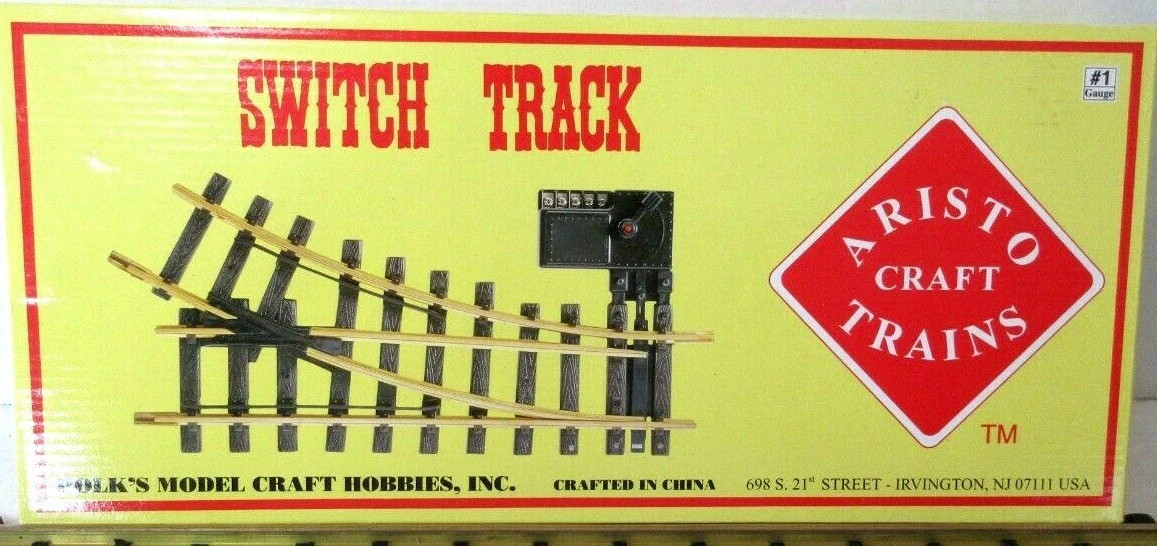 SWITCH TRACK
#1
Gauge
ARISTO
CRAFT
TRAINS
TM
POLK'S MODEL CRAFT HOBBIES, INC. CRAFTED IN CHINA 698 S. 21st STREET - IRVINGTON, NJ 07111 USA